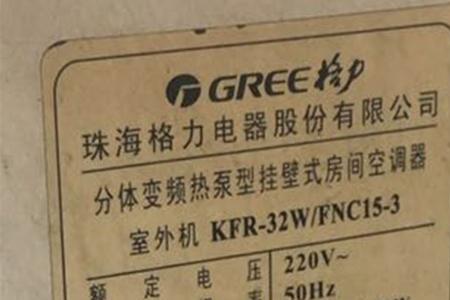 GREE格力
珠海格力电器股份有限公司
分体变频热泵型挂壁式房间空调器
室外机 KFR-32W/FNC15-3
额定电压 220V~
50Hz